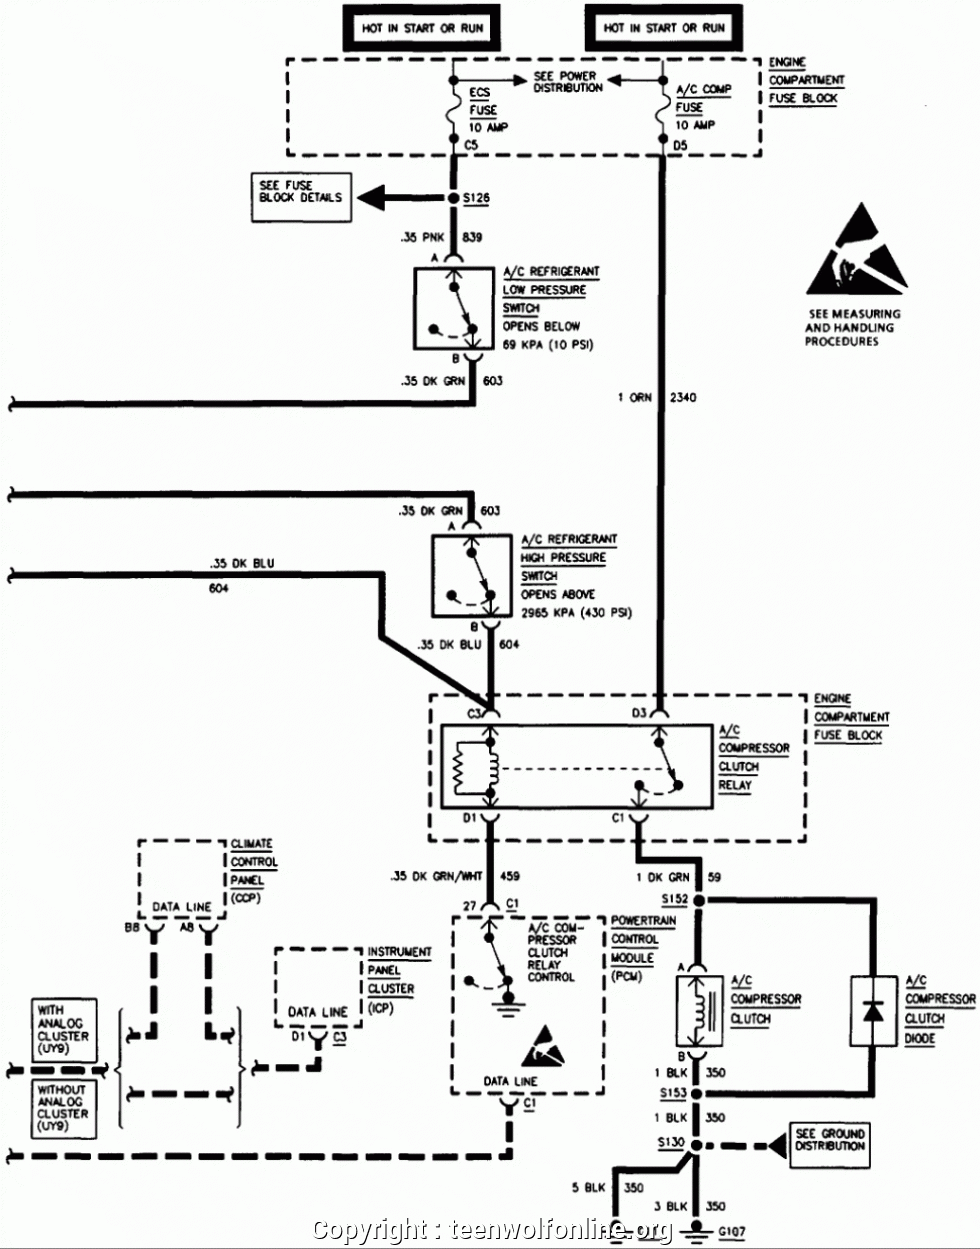 HOT IN START OR RUN
HOT IN START OR RUN
ENGINE
COMPARTMENT
FUSE BLOCK
SEE POWER
DISTRIBUTION
ECS
FUSE
10 AMP
C5
A/C COMP
FUSE
10 AMP
D5
SEE FUSE
BLOCK DETAILS
S126
.35 PNK
839
A
A/C REFRIGERANT
LOW PRESSURE
SWITCH
OPENS BELOW
69 KPA (10 PSI)
B
.35 DK GRN
603
SEE MEASURING
AND HANDLING
PROCEDURES
1 ORN
2340
.35 DK GRN
603
A
A/C REFRIGERANT
HIGH PRESSURE
SWITCH
OPENS ABOVE
2965 KPA (430 PSI)
B
.35 DK BLU
604
.35 DK BLU
604
C3
D3
ENGINE
COMPARTMENT
FUSE BLOCK
A/C
COMPRESSOR
CLUTCH
RELAY
D1
C1
.35 DK GRN/WHT
459
1 DK GRN
59
CLIMATE
CONTROL
PANEL
(CCP)
DATA LINE
B8
A8
27
C1
S152
A/C COM-
PRESSOR
CLUTCH
RELAY
CONTROL
POWERTRAIN
CONTROL
MODULE
(PCM)
INSTRUMENT
PANEL
CLUSTER
(ICP)
DATA LINE
D1
C3
A
A/C
COMPRESSOR
CLUTCH
A/C
COMPRESSOR
CLUTCH
DIODE
B
WITH
ANALOG
CLUSTER
(UY9)
WITHOUT
ANALOG
CLUSTER
(UY9)
DATA LINE
C1
1 BLK
350
S153
1 BLK
350
S130
SEE GROUND
DISTRIBUTION
5 BLK
350
3 BLK
350
G107
Copyright : teenwolfonline.org